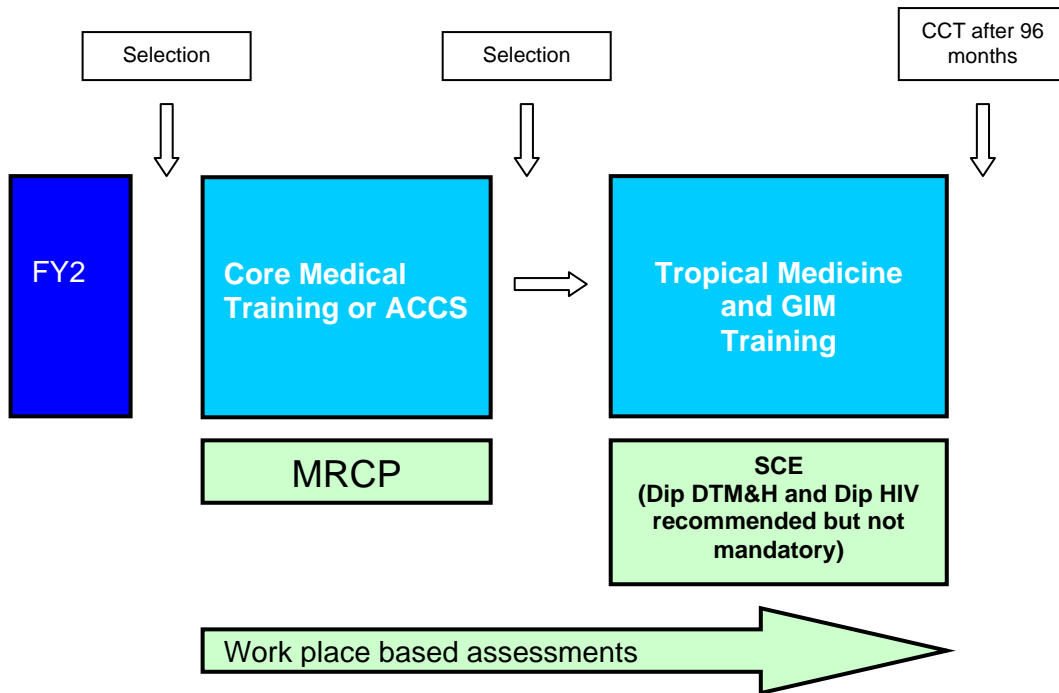 Selection
Selection
CCT after 96
months
FY2
Core Medical
Training or ACCS
Tropical Medicine
and GIM
Training
MRCP
SCE
(Dip DTM&H and Dip HIV
recommended but not
mandatory)
Work place based assessments